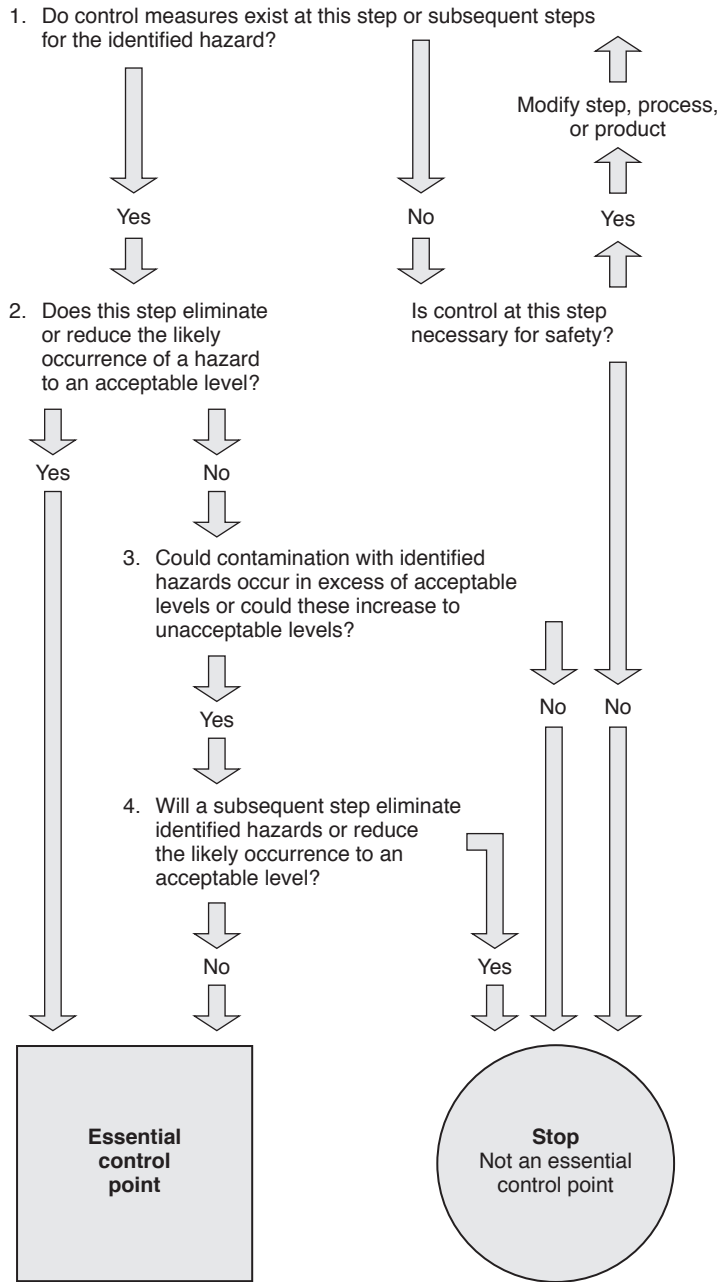 1. Do control measures exist at this step or subsequent steps
for the identified hazard?
Modify step, process,
or product
Yes
No
Yes
2. Does this step eliminate
or reduce the likely
occurrence of a hazard
to an acceptable level?
Is control at this step
necessary for safety?
Yes
No
3. Could contamination with identified
hazards occur in excess of acceptable
levels or could these increase to
unacceptable levels?
No
No
Yes
4. Will a subsequent step eliminate
identified hazards or reduce
the likely occurrence to an
acceptable level?
No
Yes
Essential
control
point
Stop
Not an essential
control point